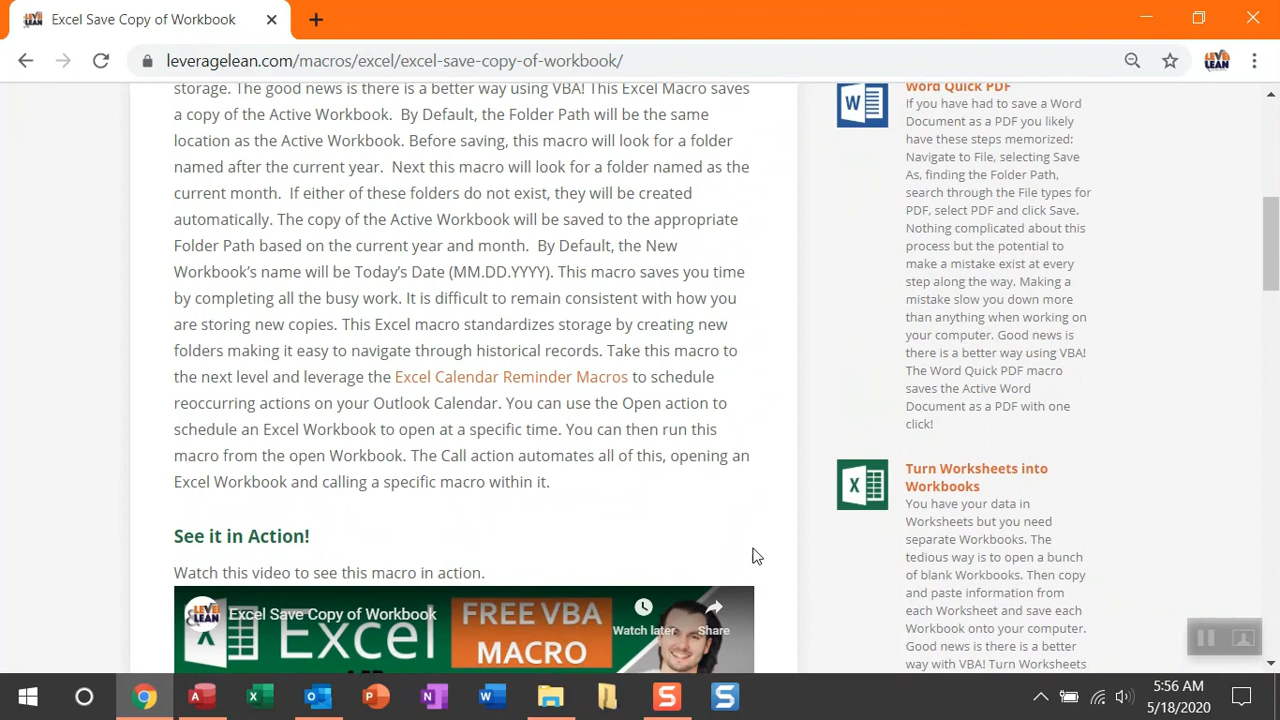 Excel Save Copy of Workbook
leveragelean.com/macros/excel/excel-save-copy-of-workbook/
LEVE
LEAN
storage. The good news is there is a better way using VBA! This Excel Macro saves
a copy of the Active Workbook.  By Default, the Folder Path will be the same
location as the Active Workbook. Before saving, this macro will look for a folder
named after the current year.  Next this macro will look for a folder named as the
current month.  If either of these folders do not exist, they will be created
automatically. The copy of the Active Workbook will be saved to the appropriate
Folder Path based on the current year and month.  By Default, the New
Workbook's name will be Today's Date (MM.DD.YYYY). This macro saves you time
by completing all the busy work. It is difficult to remain consistent with how you
are storing new copies. This Excel macro standardizes storage by creating new
folders making it easy to navigate through historical records. Take this macro to
the next level and leverage the Excel Calendar Reminder Macros to schedule
reoccurring actions on your Outlook Calendar. You can use the Open action to
schedule an Excel Workbook to open at a specific time. You can then run this
macro from the open Workbook. The Call action automates all of this, opening an
Excel Workbook and calling a specific macro within it.
See it in Action!
Watch this video to see this macro in action.
Excel Save Copy of Workbook
Excel
FREE VBA
MACRO
Watch later
Share
Word Quick PDF
If you have had to save a Word
Document as a PDF you likely
have these steps memorized:
Navigate to File, selecting Save
As, finding the Folder Path,
search through the File types for
PDF, select PDF and click Save.
Nothing complicated about this
process but the potential to
make a mistake exist at every
step along the way. Making a
mistake slow you down more
than anything when working on
your computer. Good news is
there is a better way using VBA!
The Word Quick PDF macro
saves the Active Word
Document as a PDF with one
click!
Turn Worksheets into
Workbooks
You have your data in
Worksheets but you need
separate Workbooks. The
tedious way is to open a bunch
of blank Workbooks. Then copy
and paste information from
each Worksheet and save each
Workbook onto your computer.
Good news is there is a better
way with VBA! Turn Worksheets
5:56 AM
5/18/2020